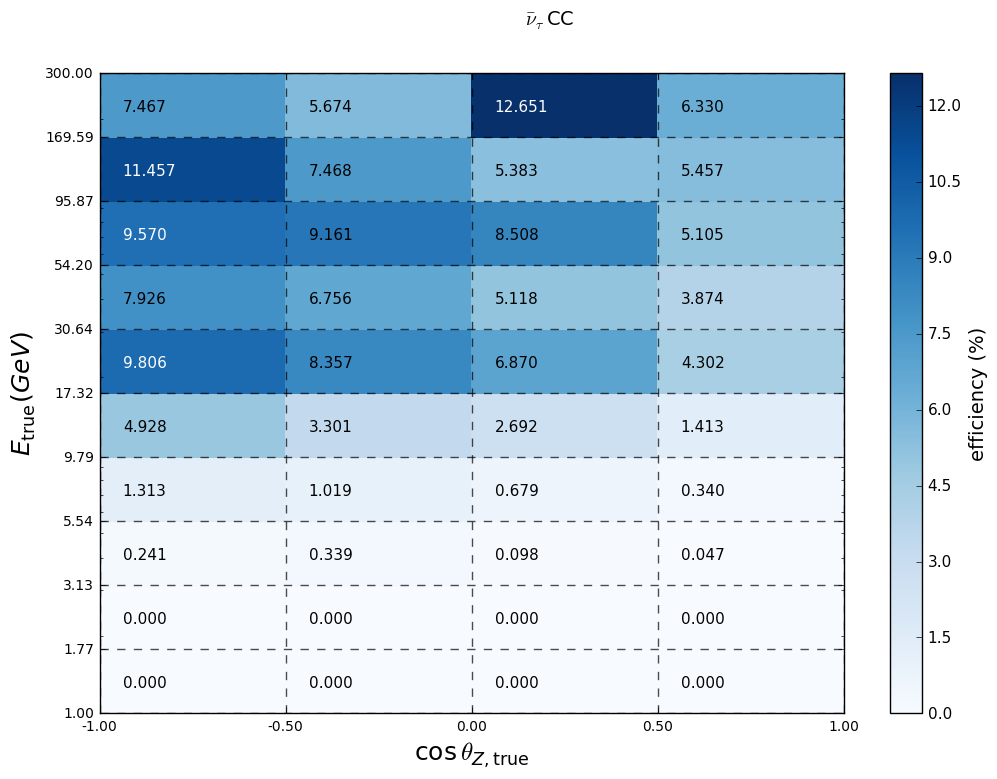 ν̄_τ CC
300.00
7.467 5.674 12.651 6.330
12.0
169.59
11.457 7.468 5.383 5.457
10.5
95.87
9.570 9.161 8.508 5.105
9.0
54.20
7.926 6.756 5.118 3.874
7.5
30.64
9.806 8.357 6.870 4.302
17.32
6.0
4.928 3.301 2.692 1.413
9.79
4.5
1.313 1.019 0.679 0.340
5.54
0.241 0.339 0.098 0.047
3.0
3.13
0.000 0.000 0.000 0.000
1.77
1.5
0.000 0.000 0.000 0.000
1.00
0.0
-1.00 -0.50 0.00 0.50 1.00
cos θ_Z,true
E_true (GeV)
efficiency (%)